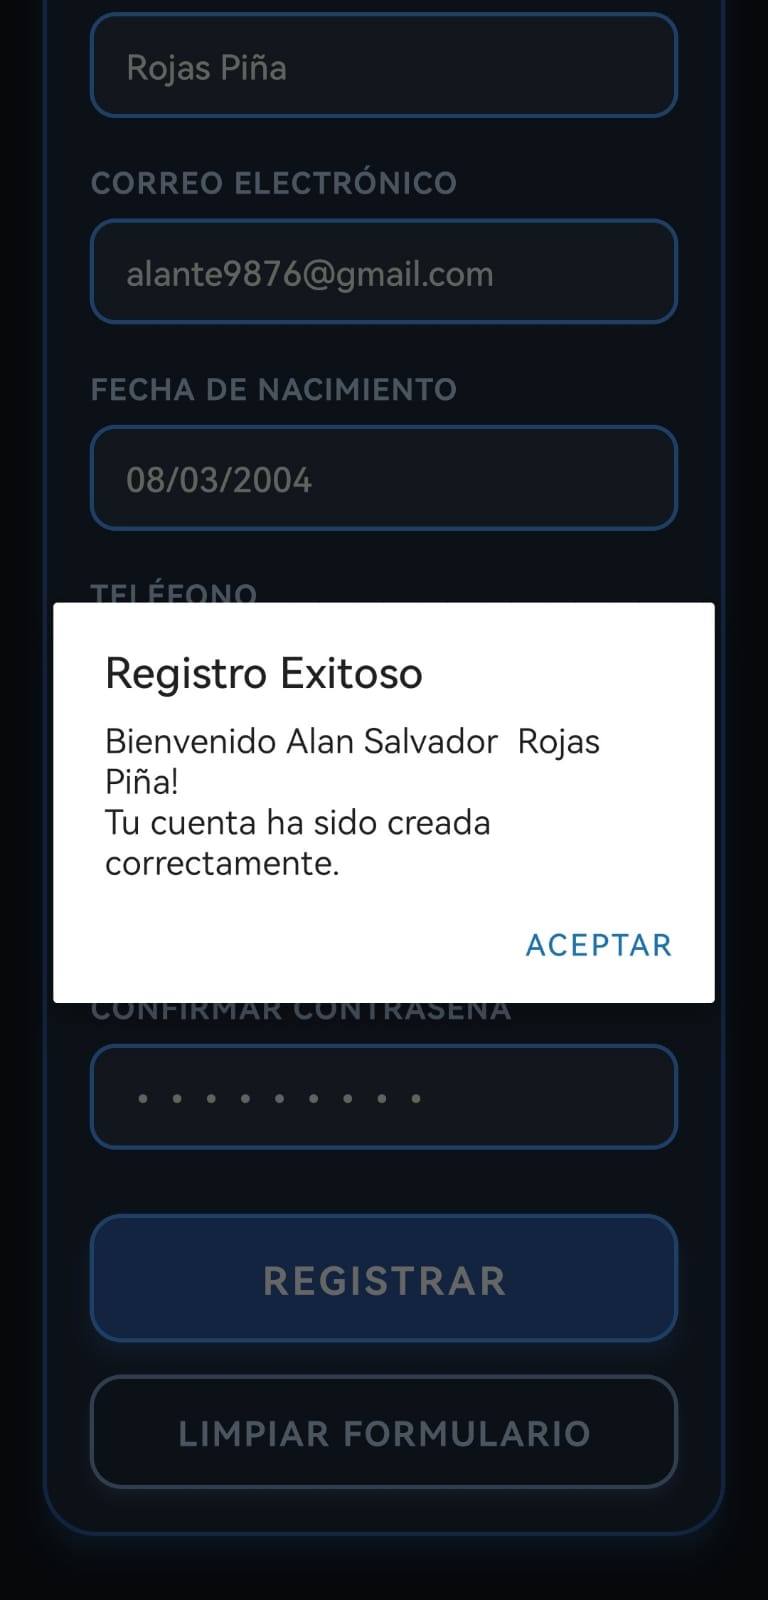 Rojas Piña
CORREO ELECTRÓNICO
alante9876@gmail.com
FECHA DE NACIMIENTO
08/03/2004
TELÉFONO
Registro Exitoso
Bienvenido Alan Salvador  Rojas
Piña!
Tu cuenta ha sido creada
correctamente.
ACEPTAR
CONFIRMAR CONTRASEÑA
• • • • • • • • •
REGISTRAR
LIMPIAR FORMULARIO